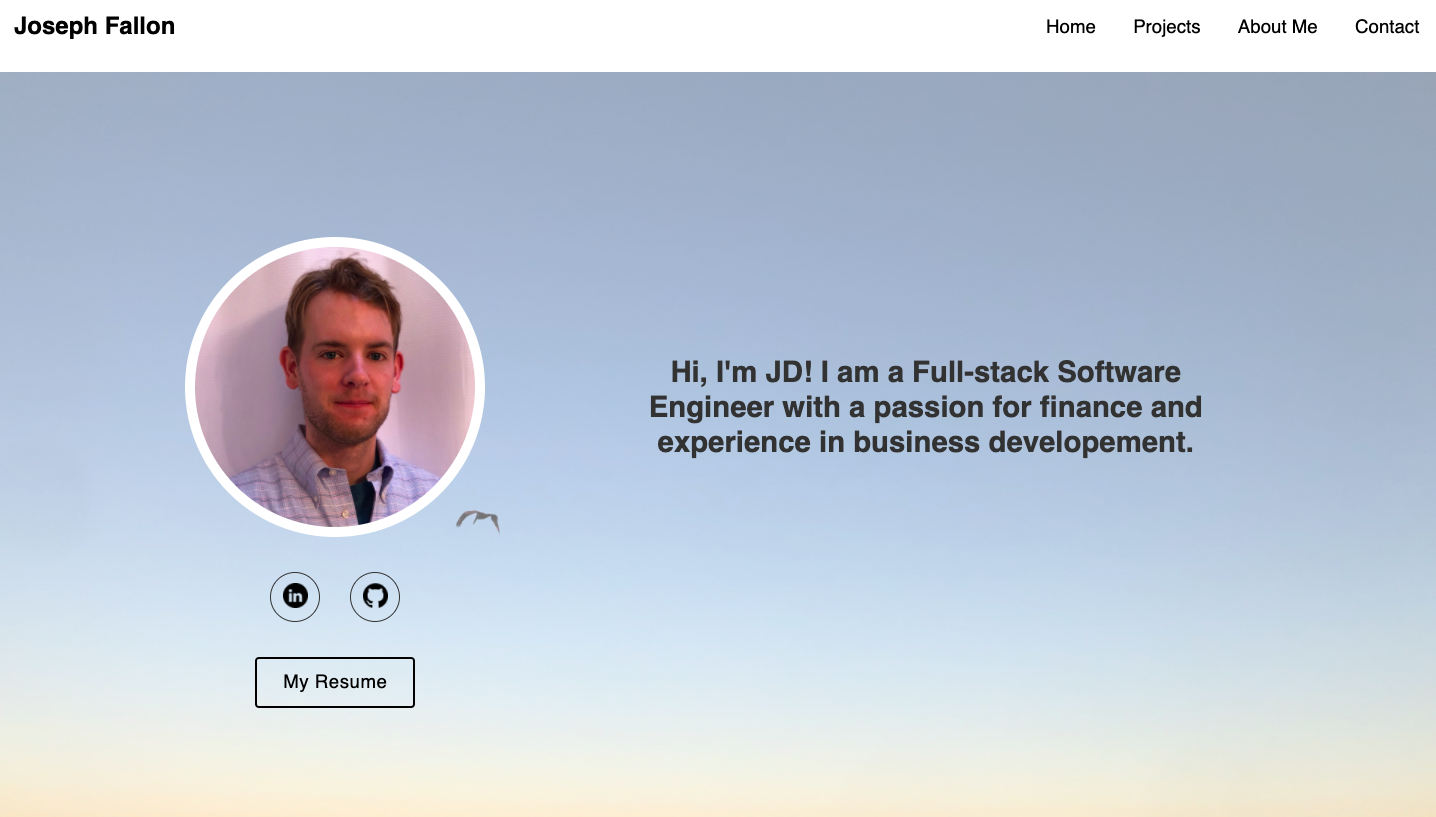 Joseph Fallon
Home Projects About Me Contact
Hi, I'm JD! I am a Full-stack Software
Engineer with a passion for finance and
experience in business developement.
in
My Resume